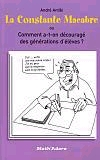 André Antibi
La Constante Macabre
ou
Comment a-t-on découragé
des générations d'élèves ?
Math'Adore